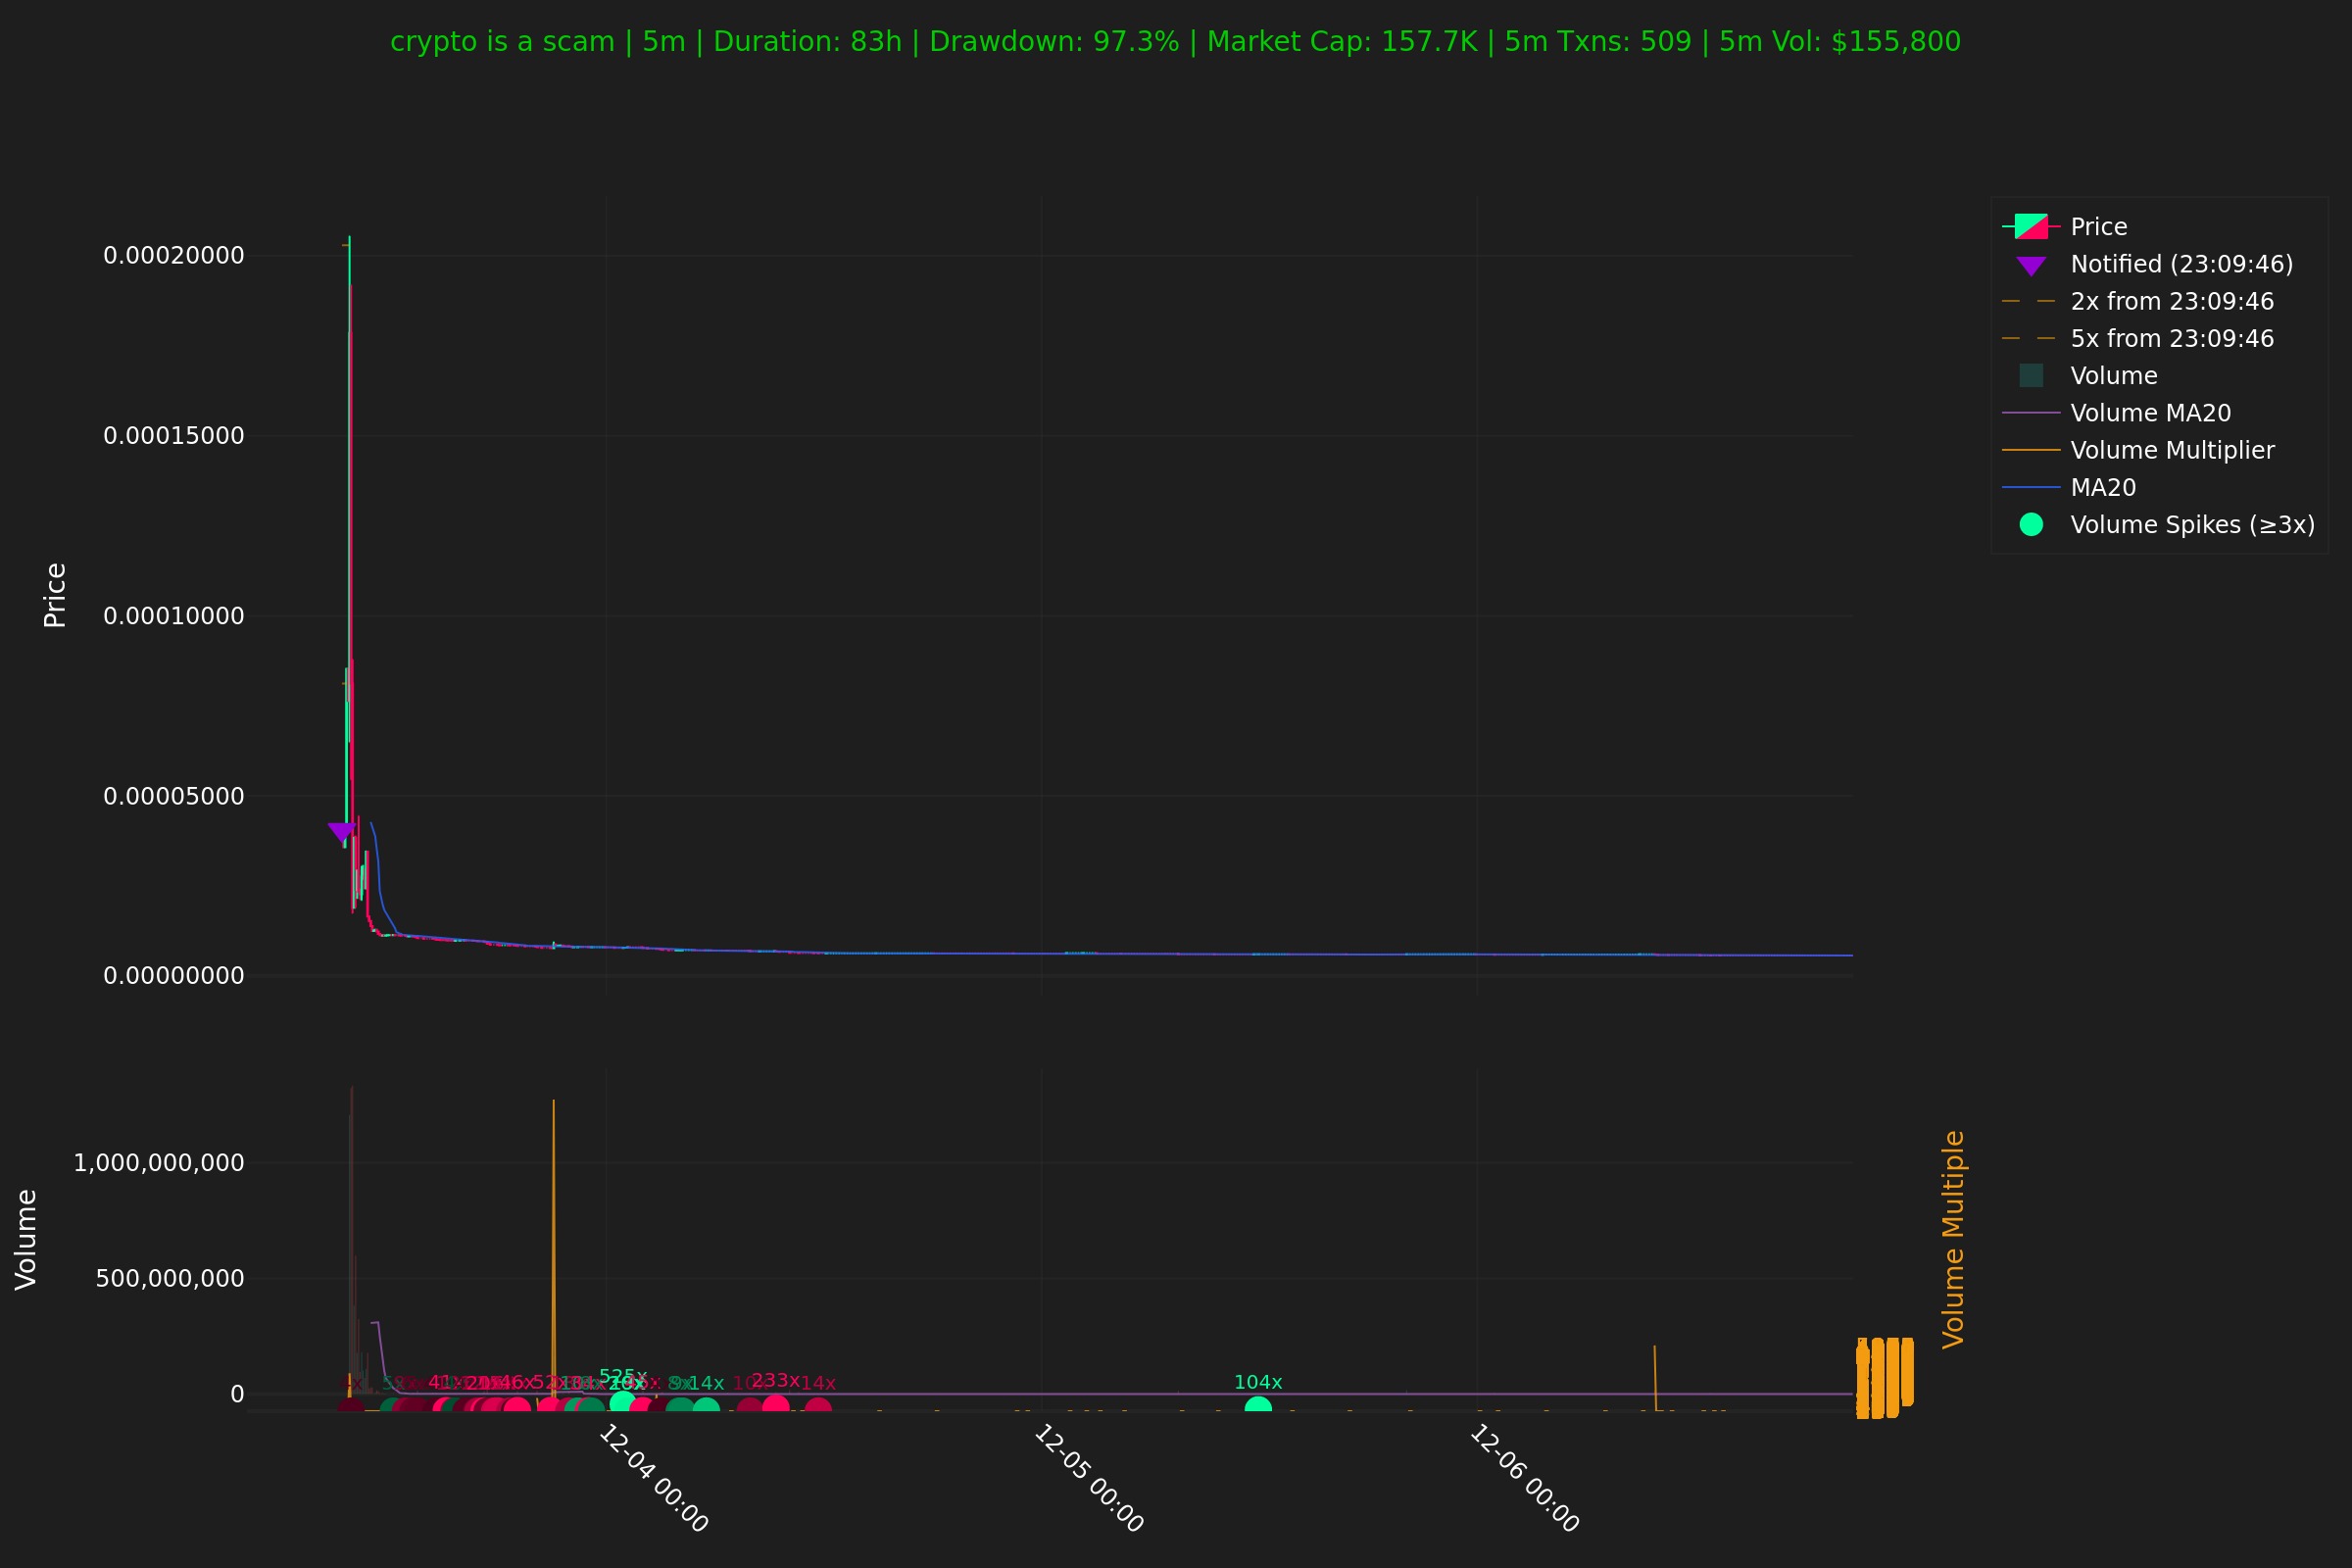 crypto is a scam | 5m | Duration: 83h | Drawdown: 97.3% | Market Cap: 157.7K | 5m Txns: 509 | 5m Vol: $155,800
Price
0.00020000
0.00015000
0.00010000
0.00005000
0.00000000
Price
Notified (23:09:46)
2x from 23:09:46
5x from 23:09:46
Volume
Volume MA20
Volume Multiplier
MA20
Volume Spikes (≥3x)
Volume
1,000,000,000
500,000,000
0
41x
46x
525x
14x
233x
14x
104x
Volume Multiple
12-04 00:00
12-05 00:00
12-06 00:00